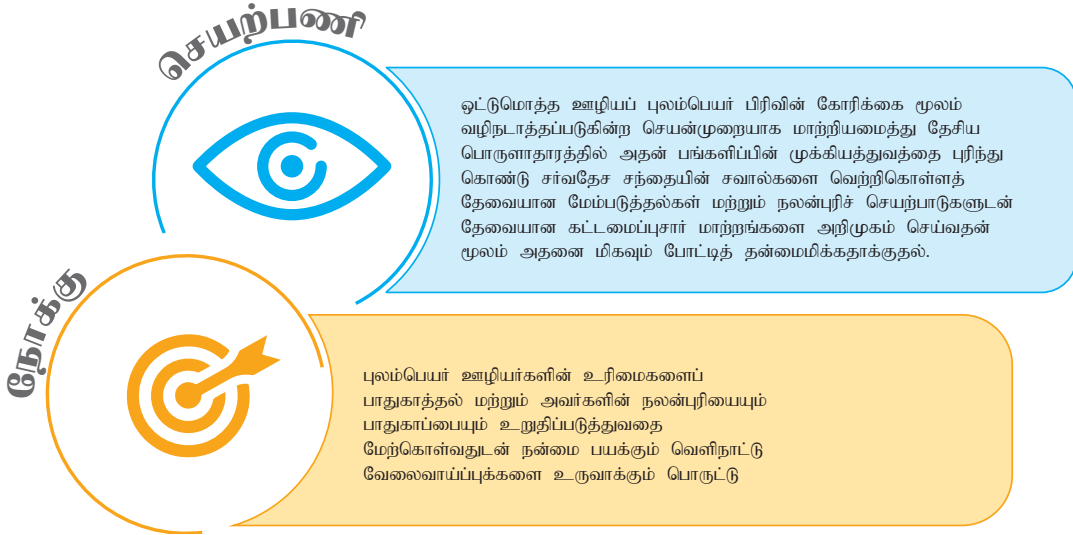 செயற்பணி
ஒட்டுமொத்த ஊழியப் புலம்பெயர் பிரிவின் கோரிக்கை மூலம்
வழிநடாத்தப்படுகின்ற செயன்முறையாக மாற்றியமைத்து தேசிய
பொருளாதாரத்தில் அதன் பங்களிப்பின் முக்கியத்துவத்தை புரிந்து
கொண்டு சர்வதேச சந்தையின் சவால்களை வெற்றிகொள்ளத்
தேவையான மேம்படுத்தல்கள் மற்றும் நலன்புரிச் செயற்பாடுகளுடன்
தேவையான கட்டமைப்புசார் மாற்றங்களை அறிமுகம் செய்வதன்
மூலம் அதனை மிகவும் போட்டித் தன்மைமிக்கதாக்குதல்.
நோக்கு
புலம்பெயர் ஊழியர்களின் உரிமைகளைப்
பாதுகாத்தல் மற்றும் அவர்களின் நலன்புரியையும்
பாதுகாப்பையும் உறுதிப்படுத்துவதை
மேற்கொள்வதுடன் நன்மை பயக்கும் வெளிநாட்டு
வேலைவாய்ப்புக்களை உருவாக்கும் பொருட்டு